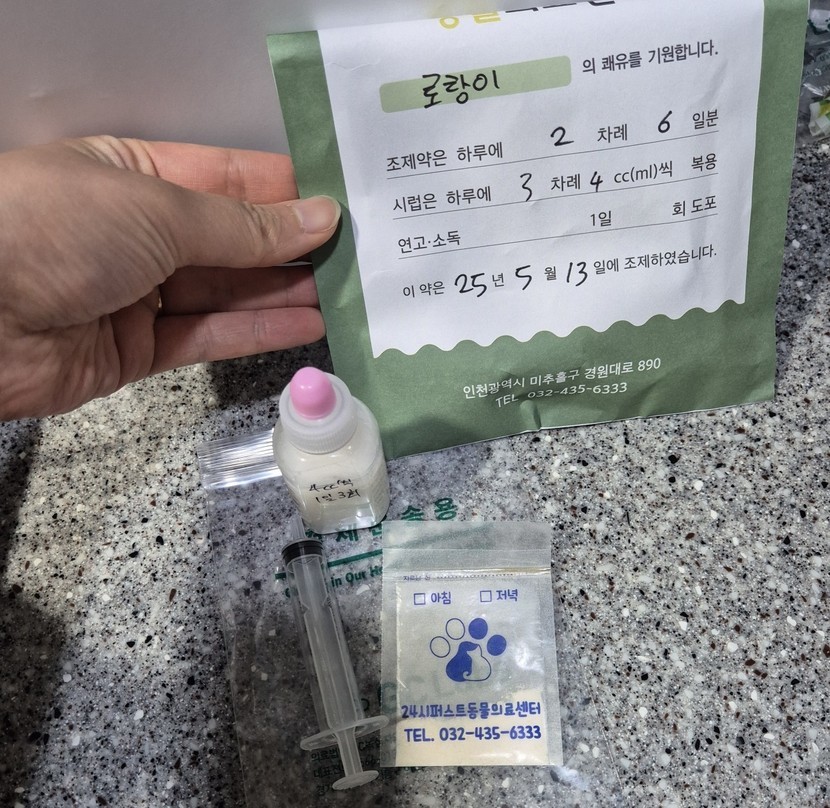 로랑이 의 쾌유를 기원합니다.
조제약은 하루에 2 차례 6 일분
시럽은 하루에 3 차례 4 cc(ml)씩 복용
연고·소독 1일 회 도포
이 약은 25 년 5 월 13 일에 조제하였습니다.
인천광역시 미추홀구 경원대로 890
TEL. 032-435-6333
4cc씩
1일 3회
in Our
아침 저녁
24시퍼스트동물의료센터
TEL. 032-435-6333